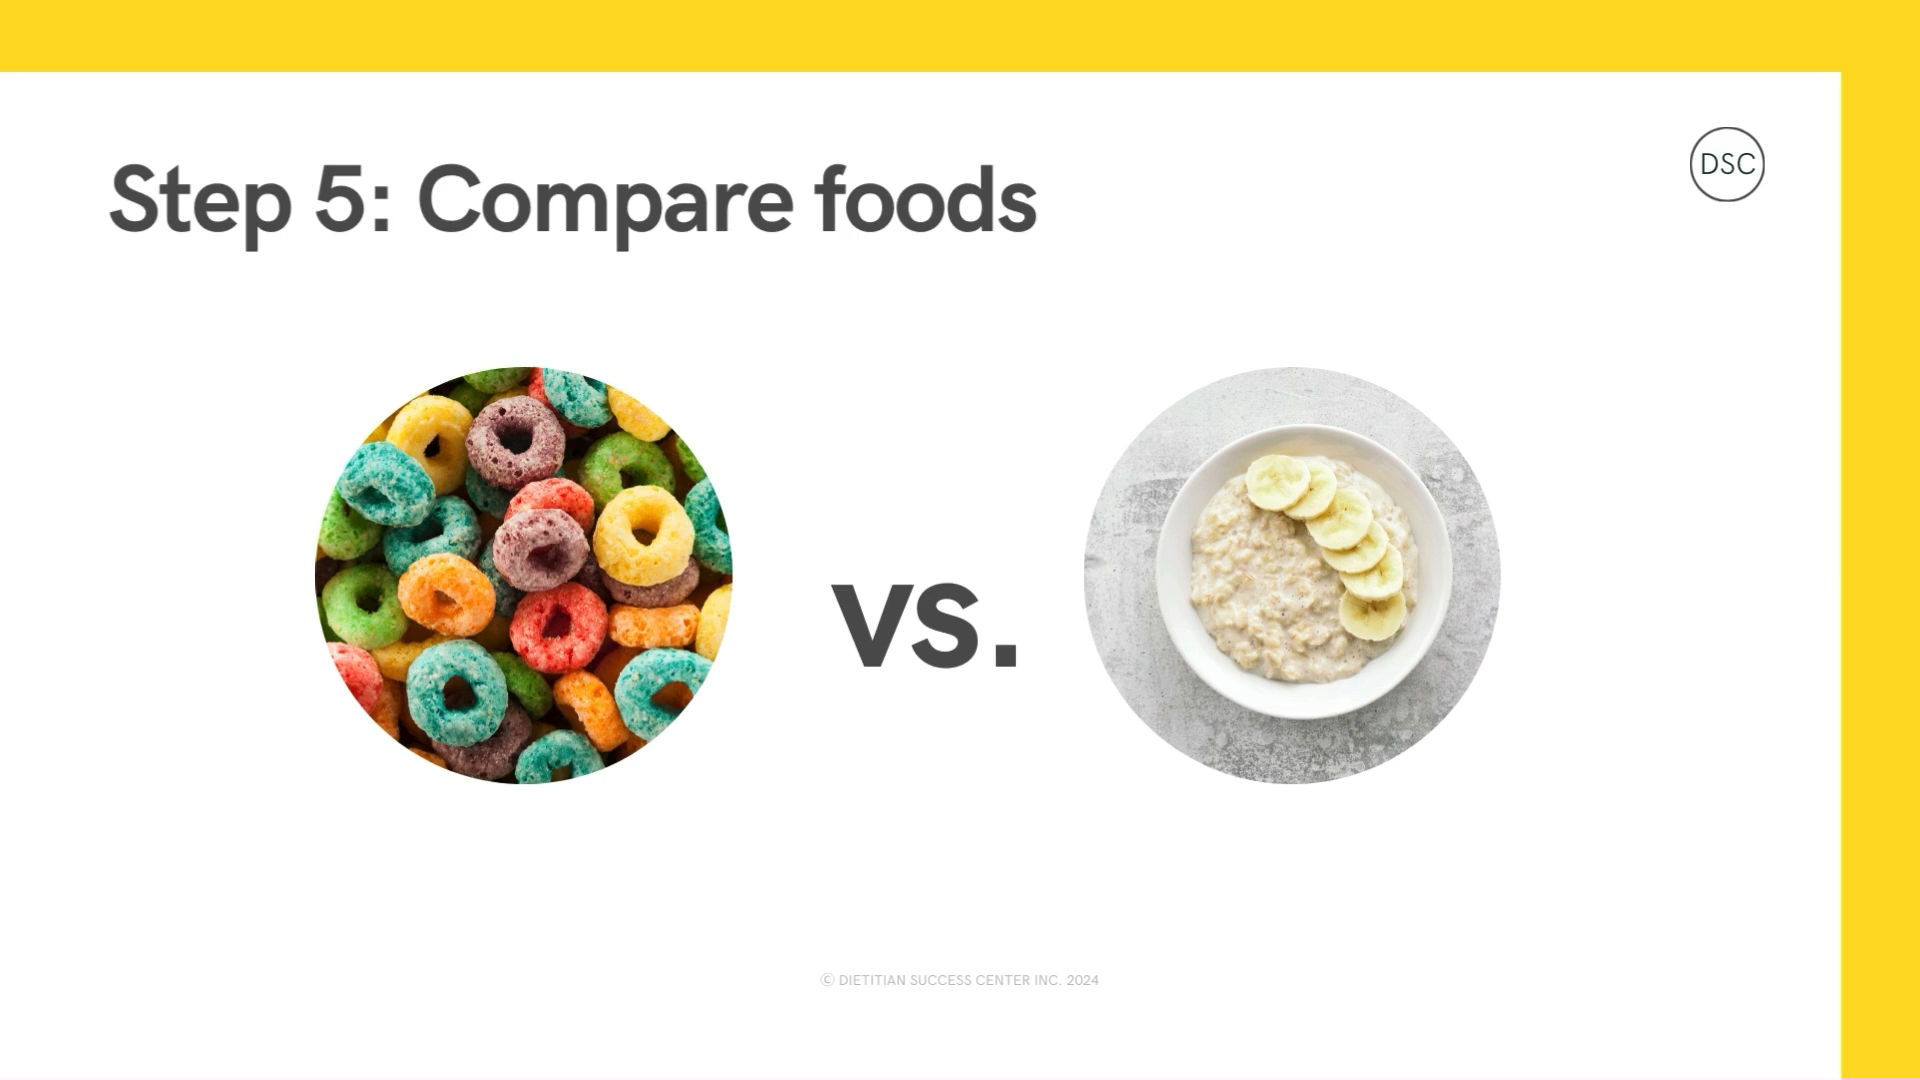 Step 5: Compare foods
DSC
vs.
© DIETITIAN SUCCESS CENTER INC. 2024